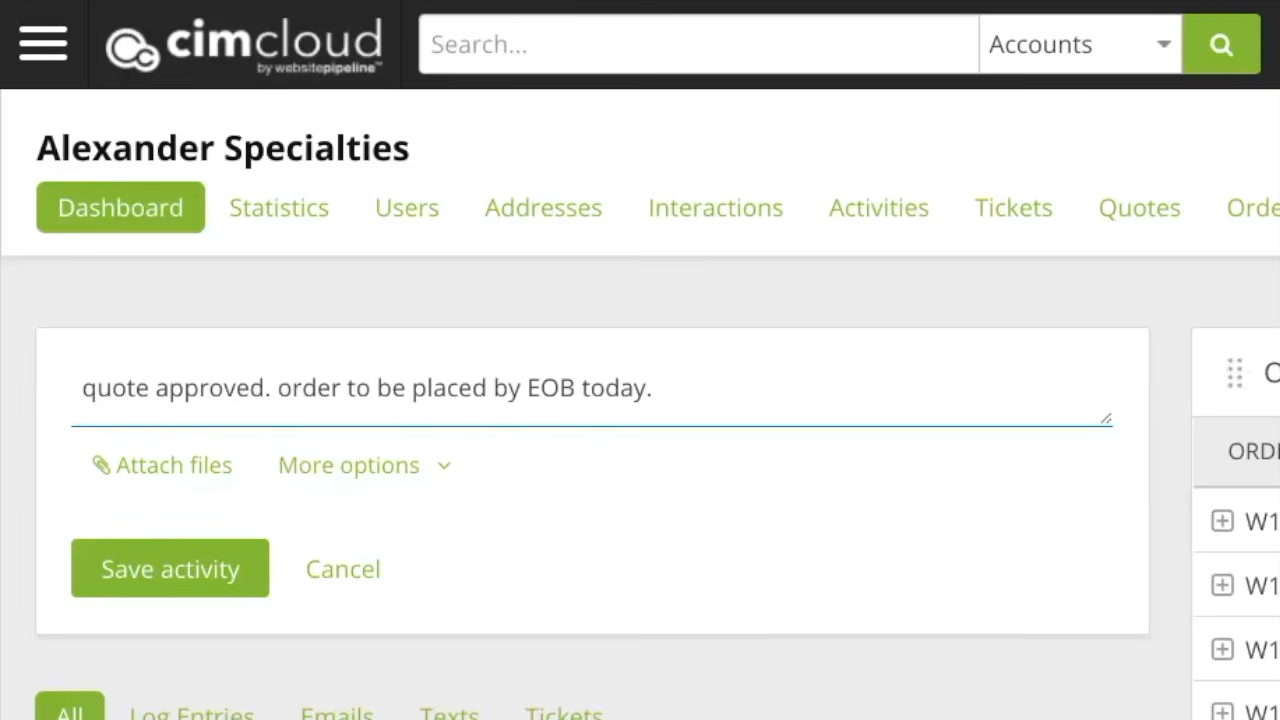 cimcloud
by websitepipeline™
Search...
Accounts
Alexander Specialties
Dashboard Statistics Users Addresses Interactions Activities Tickets Quotes
quote approved. order to be placed by EOB today.
Attach files More options
Save activity Cancel
W1
W1
W1
W1
All Log Entries Emails Texts Tickets